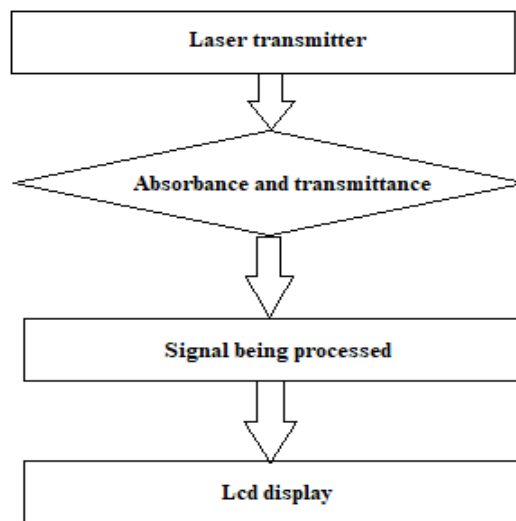 Laser transmitter
Absorbance and transmittance
Signal being processed
Lcd display